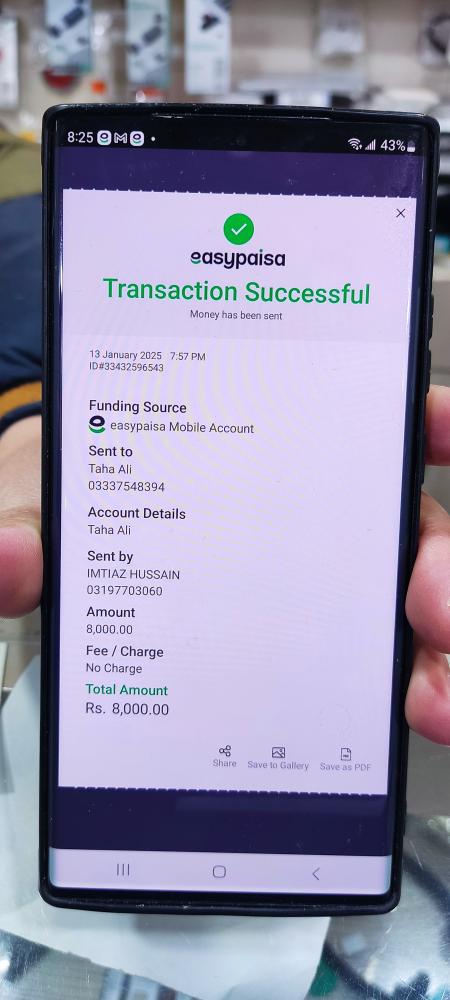 8:25
43%
easypaisa
Transaction Successful
Money has been sent
13 January 2025 7:57 PM
ID#33432596543
Funding Source
easypaisa Mobile Account
Sent to
Taha Ali
03337548394
Account Details
Taha Ali
Sent by
IMTIAZ HUSSAIN
03197703060
Amount
8,000.00
Fee / Charge
No Charge
Total Amount
Rs. 8,000.00
Share Save to Gallery Save as PDF